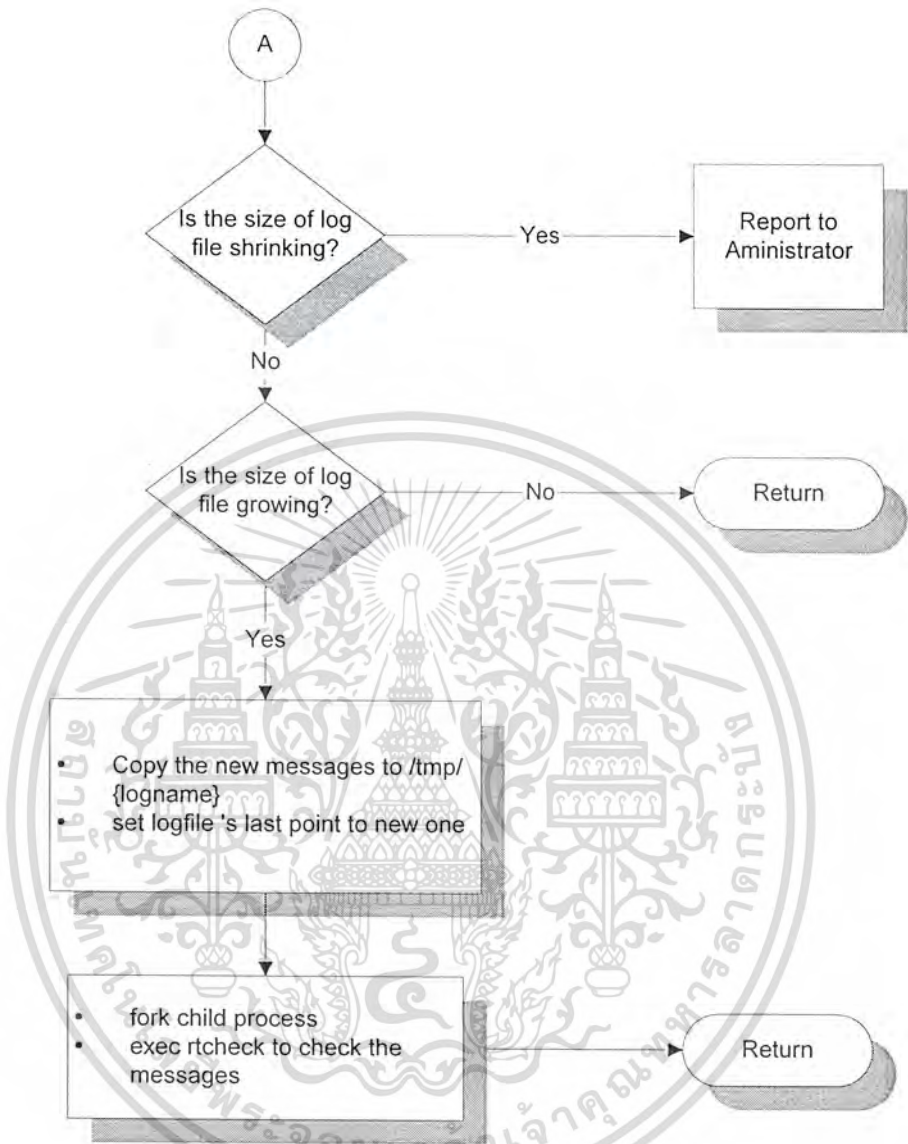 A
Is the size of log
file shrinking?
Yes
Report to
Aministrator
No
Is the size of log
file growing?
No
Return
Yes
• Copy the new messages to /tmp/
{logname}
• set logfile 's last point to new one
• fork child process
• exec rtcheck to check the
messages
Return